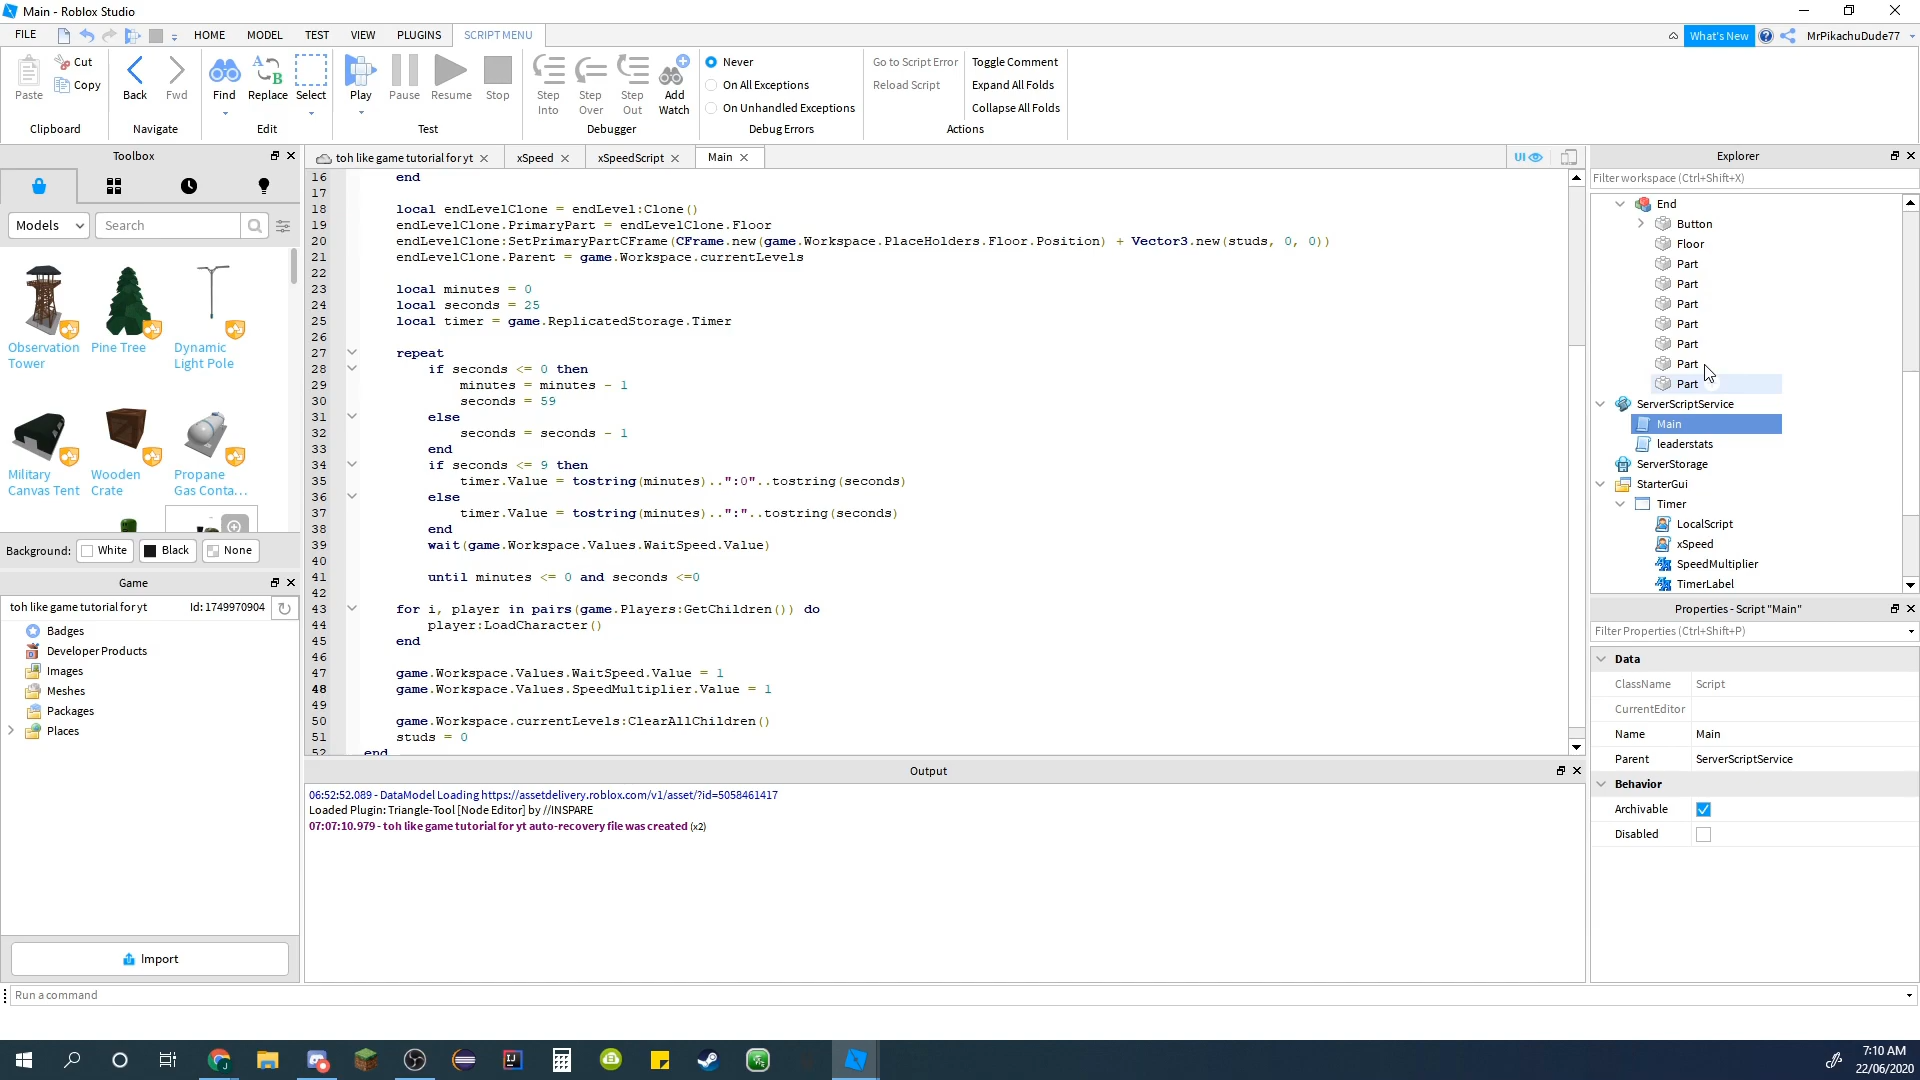 Main - Roblox Studio
FILE HOME MODEL TEST VIEW PLUGINS SCRIPT MENU What's New MrPikachuDude77
Paste Cut Copy Back Fwd Find Replace Select Play Pause Resume Stop Step Into Step Over Step Out Add Watch Never On All Exceptions On Unhandled Exceptions Go to Script Error Reload Script Toggle Comment Expand All Folds Collapse All Folds
Clipboard Navigate Edit Test Debugger Debug Errors Actions
Toolbox
Models Search
Observation Tower
Pine Tree
Dynamic Light Pole
Military Canvas Tent
Wooden Crate
Propane Gas Conta...
Background: White Black None
Game
toh like game tutorial for yt Id: 1749970904
Badges
Developer Products
Images
Meshes
Packages
Places
Import
toh like game tutorial for yt xSpeed xSpeedScript Main UI
16 end
17
18 local endLevelClone = endLevel:Clone()
19 endLevelClone.PrimaryPart = endLevelClone.Floor
20 endLevelClone:SetPrimaryPartCFrame(CFrame.new(game.Workspace.PlaceHolders.Floor.Position) + Vector3.new(studs, 0, 0))
21 endLevelClone.Parent = game.Workspace.currentLevels
22
23 local minutes = 0
24 local seconds = 25
25 local timer = game.ReplicatedStorage.Timer
26
27 repeat
28 if seconds <= 0 then
29 minutes = minutes - 1
30 seconds = 59
31 else
32 seconds = seconds - 1
33 end
34 if seconds <= 9 then
35 timer.Value = tostring(minutes)..":0"..tostring(seconds)
36 else
37 timer.Value = tostring(minutes)..":"..tostring(seconds)
38 end
39 wait(game.Workspace.Values.WaitSpeed.Value)
40
41 until minutes <= 0 and seconds <=0
42
43 for i, player in pairs(game.Players:GetChildren()) do
44 player:LoadCharacter()
45 end
46
47 game.Workspace.Values.WaitSpeed.Value = 1
48 game.Workspace.Values.SpeedMultiplier.Value = 1
49
50 game.Workspace.currentLevels:ClearAllChildren()
51 studs = 0
52 end
Output
06:52:52.089 - DataModel Loading https://assetdelivery.roblox.com/v1/asset/?id=5058461417
Loaded Plugin: Triangle-Tool [Node Editor] by //INSPARE
07:07:10.979 - toh like game tutorial for yt auto-recovery file was created (x2)
Explorer
Filter workspace (Ctrl+Shift+X)
End
Button
Floor
Part
Part
Part
Part
Part
Part
Part
ServerScriptService
Main
leaderstats
ServerStorage
StarterGui
Timer
LocalScript
xSpeed
SpeedMultiplier
TimerLabel
Properties - Script "Main"
Filter Properties (Ctrl+Shift+P)
Data
ClassName Script
CurrentEditor
Name Main
Parent ServerScriptService
Behavior
Archivable
Disabled
Run a command
7:10 AM
22/06/2020